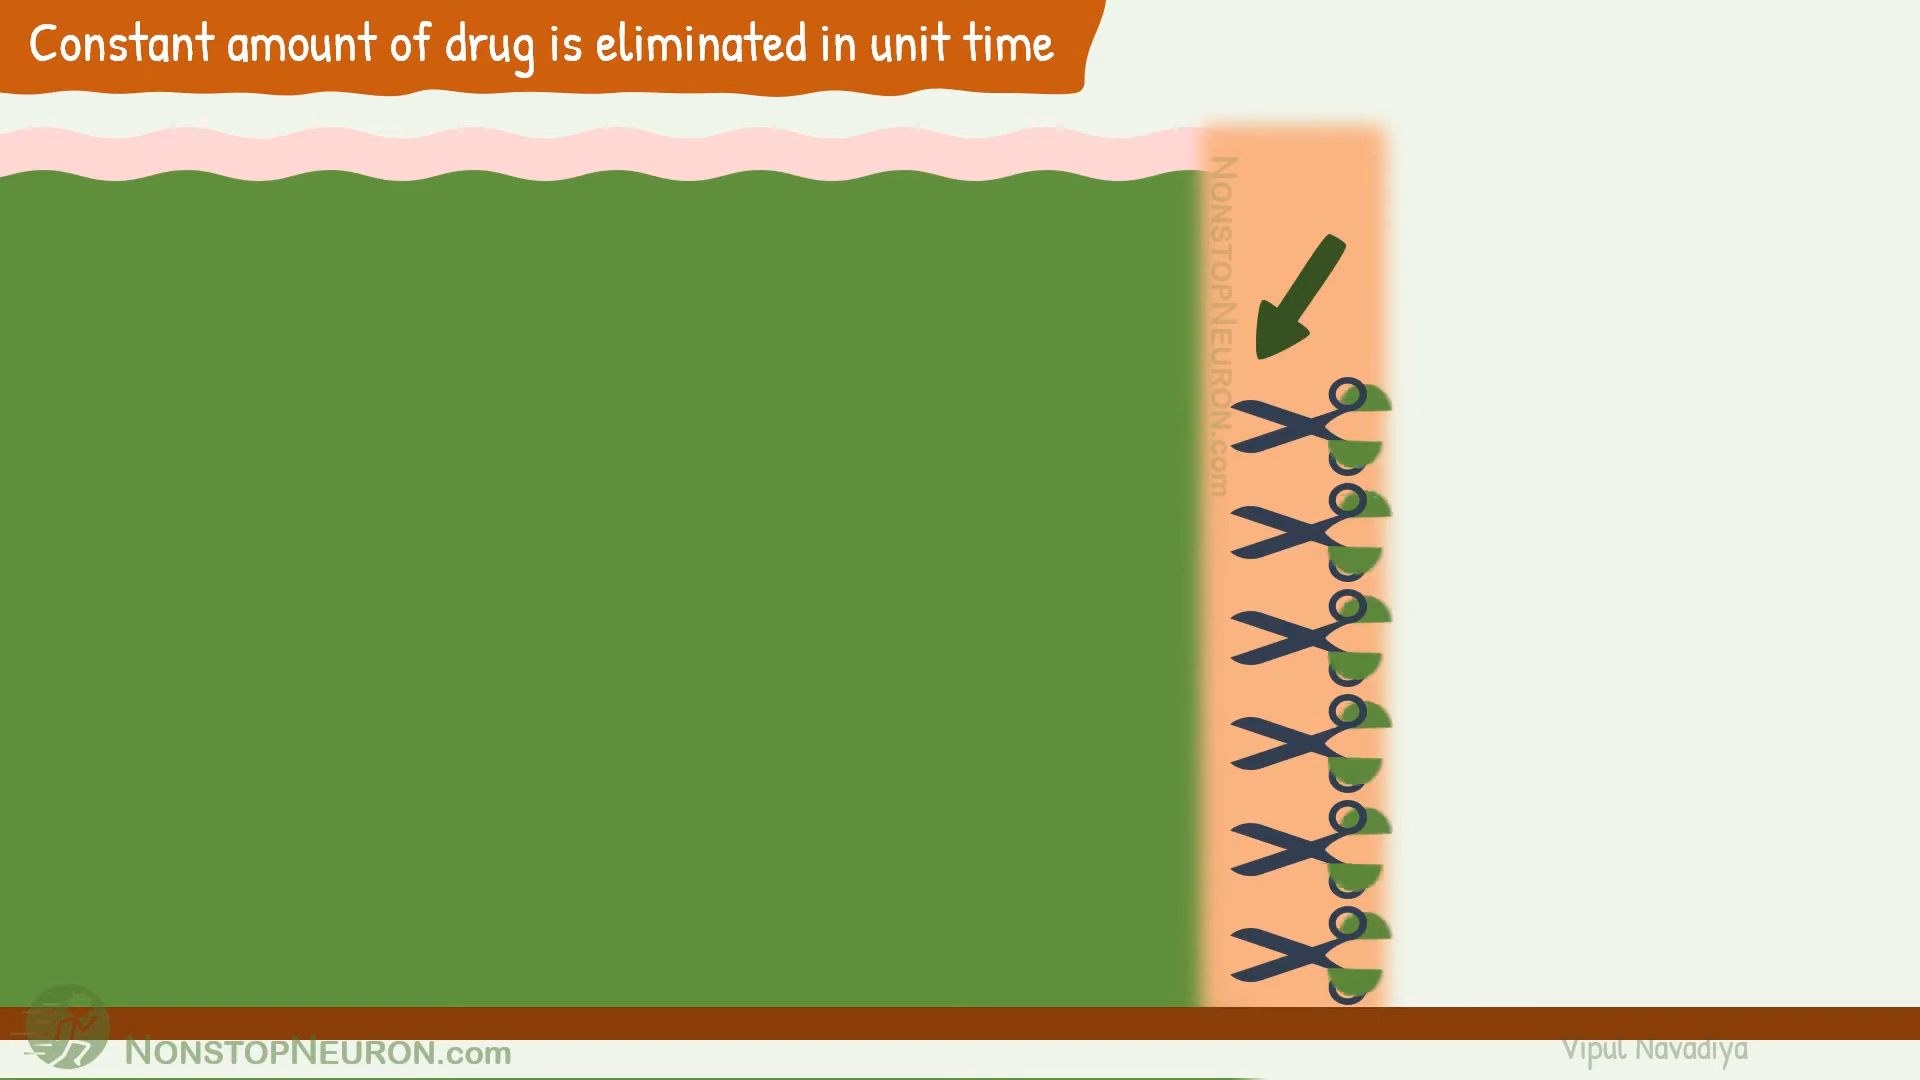 Constant amount of drug is eliminated in unit time
NonstopNeuron.com
NonstopNeuron.com
Vipul Navadiya